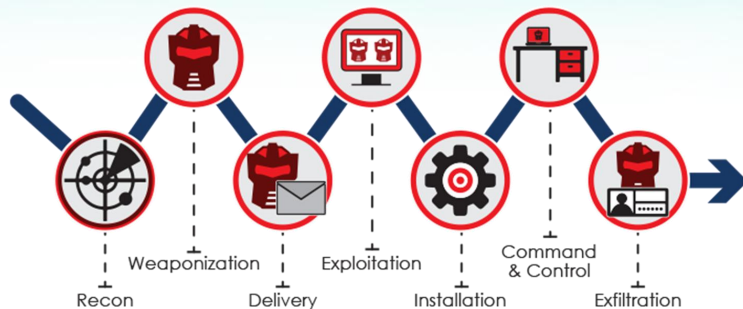 Recon
Weaponization
Delivery
Exploitation
Installation
Command
& Control
Exfiltration